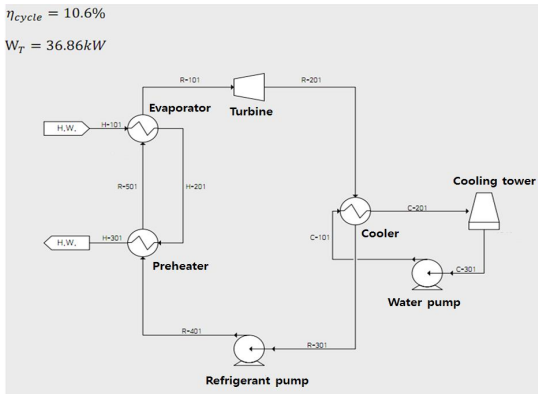 η_cycle = 10.6%
W_T = 36.86kW
R-101
R-201
Evaporator
Turbine
H,W,
H-101
R-501
H-201
Cooling tower
C-201
C-101
Cooler
H,W,
H-301
Preheater
C-301
Water pump
R-401
R-301
Refrigerant pump